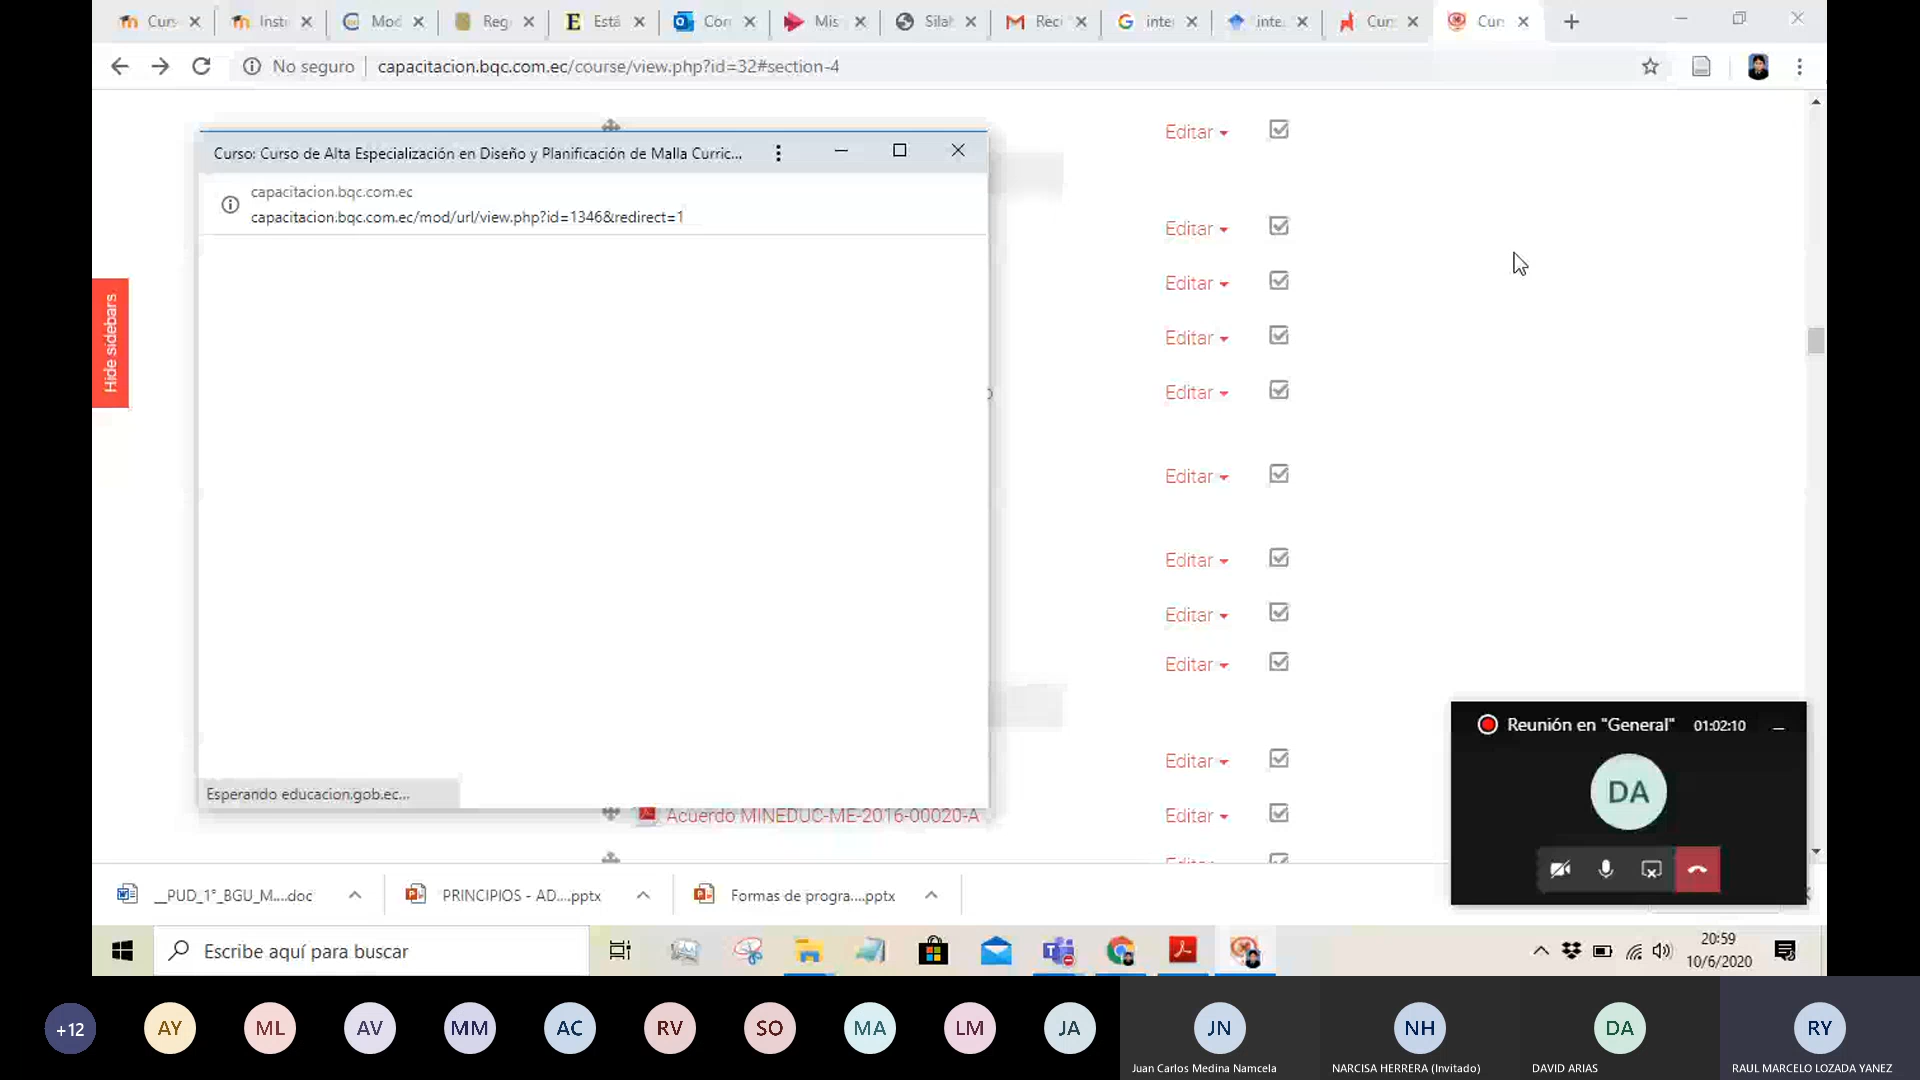 Curs
Inst
Mod
Reg
Está
Corr
Mis
Silal
Reci
inte
inte
Curs
Curs
No seguro
capacitacion.bqc.com.ec/course/view.php?id=32#section-4
Curso: Curso de Alta Especialización en Diseño y Planificación de Malla Curric...
capacitacion.bqc.com.ec
capacitacion.bqc.com.ec/mod/url/view.php?id=1346&redirect=1
Editar
Editar
Editar
Editar
Editar
Editar
Editar
Editar
Editar
Editar
Editar
Hide sidebars
Esperando educacion.gob.ec...
Acuerdo MINEDUC-ME-2016-00020-A
Reunión en "General" 01:02:10
DA
__PUD_1°_BGU_M....doc
PRINCIPIOS - AD....pptx
Formas de progra....pptx
Escribe aquí para buscar
20:59
10/6/2020
+12
AY
ML
AV
MM
AC
RV
SO
MA
LM
JA
JN
NH
DA
RY
Juan Carlos Medina Namcela
NARCISA HERRERA (Invitado)
DAVID ARIAS
RAUL MARCELO LOZADA YANEZ